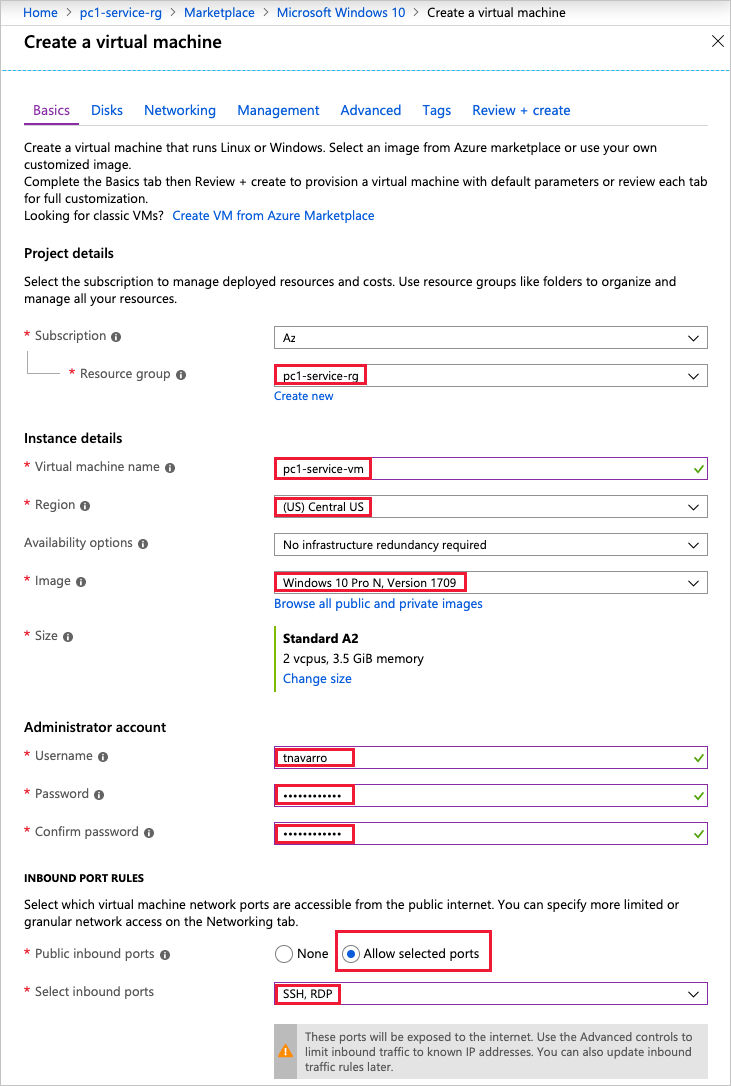 Home > pc1-service-rg > Marketplace > Microsoft Windows 10 > Create a virtual machine
Create a virtual machine
Basics Disks Networking Management Advanced Tags Review + create
Create a virtual machine that runs Linux or Windows. Select an image from Azure marketplace or use your own
customized image.
Complete the Basics tab then Review + create to provision a virtual machine with default parameters or review each tab
for full customization.
Looking for classic VMs? Create VM from Azure Marketplace
Project details
Select the subscription to manage deployed resources and costs. Use resource groups like folders to organize and
manage all your resources.
* Subscription Az
* Resource group pc1-service-rg
Create new
Instance details
* Virtual machine name pc1-service-vm
* Region (US) Central US
Availability options No infrastructure redundancy required
* Image Windows 10 Pro N, Version 1709
Browse all public and private images
* Size Standard A2
2 vcpus, 3.5 GiB memory
Change size
Administrator account
* Username tnavarro
* Password ••••••••••••
* Confirm password ••••••••••••
INBOUND PORT RULES
Select which virtual machine network ports are accessible from the public internet. You can specify more limited or
granular network access on the Networking tab.
* Public inbound ports None Allow selected ports
* Select inbound ports SSH, RDP
These ports will be exposed to the internet. Use the Advanced controls to
limit inbound traffic to known IP addresses. You can also update inbound
traffic rules later.